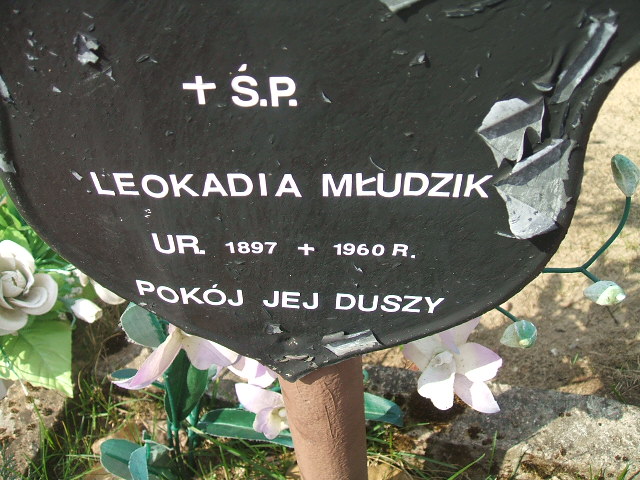 + Ś.P.
LEOKADIA MŁUDZIK
UR. 1897 + 1960 R.
POKÓJ JEJ DUSZY